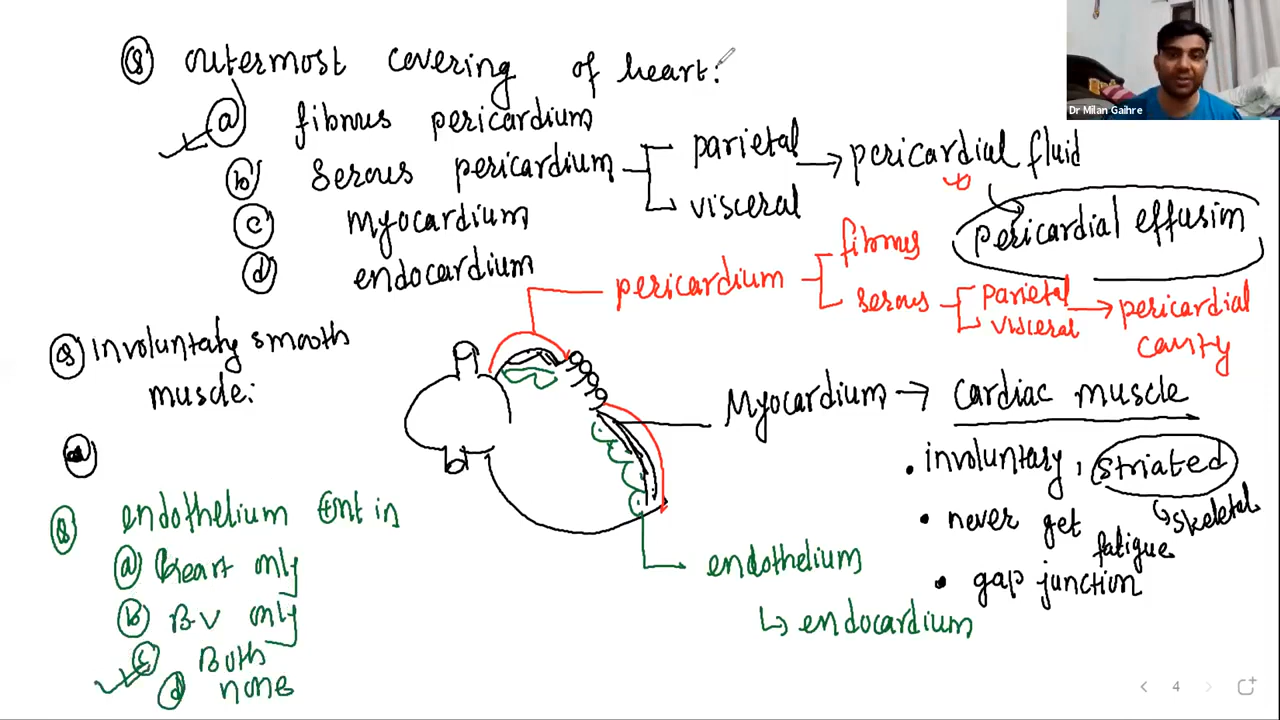 Q outermost covering of heart:
a fibrous pericardium
b serous pericardium
parietal → pericardial fluid
visceral
pericardial effusion
c myocardium
d endocardium
pericardium
fibrous
serous
parietal → pericardial cavity
visceral
Q Involuntary smooth
muscle:
a
Myocardium → cardiac muscle
• involuntary, striated
skeletal
• never get
fatigue
• gap junction
Q endothelium in
a heart only
b B.V only
c Both
d none
endothelium
↳ endocardium
Dr Milan Gaihre
4